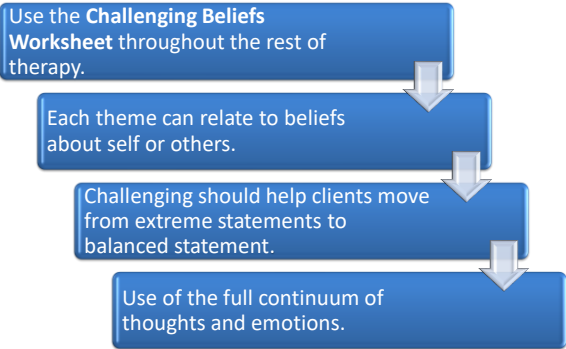 Use the Challenging Beliefs
Worksheet throughout the rest of
therapy.
Each theme can relate to beliefs
about self or others.
Challenging should help clients move
from extreme statements to
balanced statement.
Use of the full continuum of
thoughts and emotions.